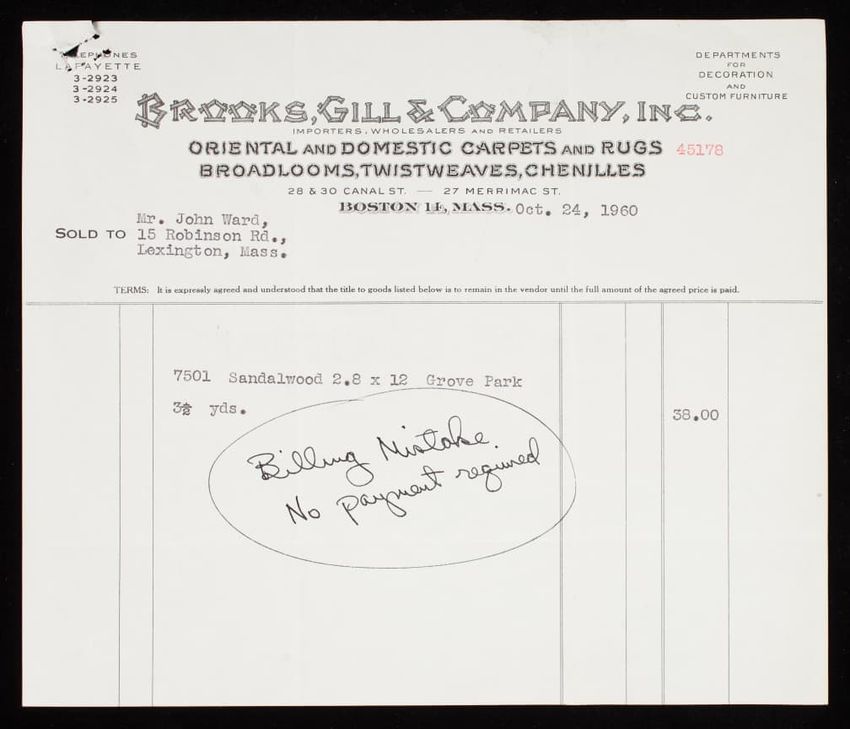 TELEPHONES
LAFAYETTE
3-2923
3-2924
3-2925
DEPARTMENTS
FOR
DECORATION
AND
CUSTOM FURNITURE
BROOKS, GILL & COMPANY, INC.
IMPORTERS, WHOLESALERS AND RETAILERS
ORIENTAL AND DOMESTIC CARPETS AND RUGS 45178
BROADLOOMS, TWISTWEAVES, CHENILLES
28 & 30 CANAL ST. — 27 MERRIMAC ST.
BOSTON 14, MASS. Oct. 24, 1960
Mr. John Ward,
SOLD TO 15 Robinson Rd.,
Lexington, Mass.
TERMS: It is expressly agreed and understood that the title to goods listed below is to remain in the vendor until the full amount of the agreed price is paid.
7501 Sandalwood 2.8 x 12 Grove Park
yds. 38.00
Billing Mistake.
No payment required